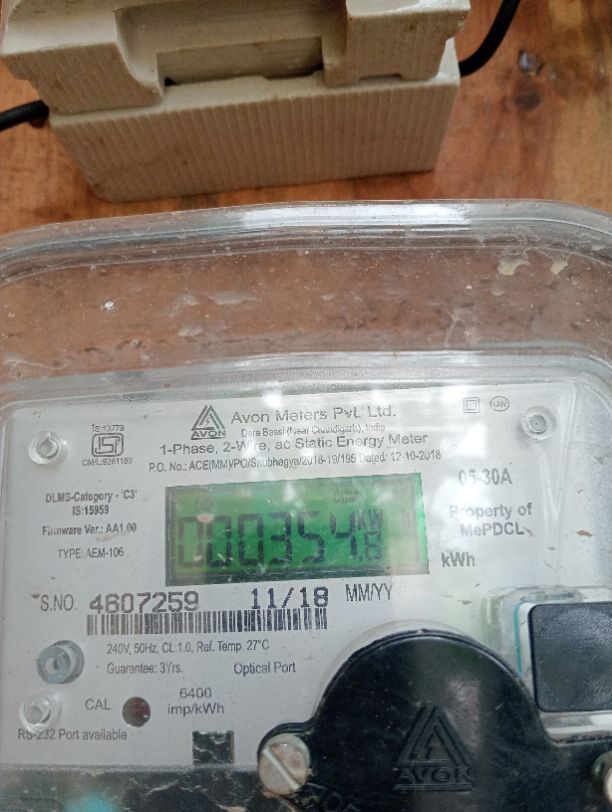 IS:13779
CM/L:9261180
AVON
Avon Meters Pvt. Ltd.
Dera Bassi (Near Chandigarh), India
1-Phase, 2-Wire, ac Static Energy Meter
P.O. No.: ACE(MM)/PO/Saubhagya/2018-19/195 Dated: 12-10-2018
DLMS-Category - 'C3'
IS:15959
Firmware Ver.: AA1.00
TYPE AEM-106
05-30A
Property of
MePDCL
CUM
000354 kWh
kWh
S.NO. 4607259 11/18 MM/YY
240V, 50Hz, CL:1.0, Ref. Temp. 27°C
Guarantee: 3Yrs. Optical Port
CAL 6400
imp/kWh
RS-232 Port available
AVON